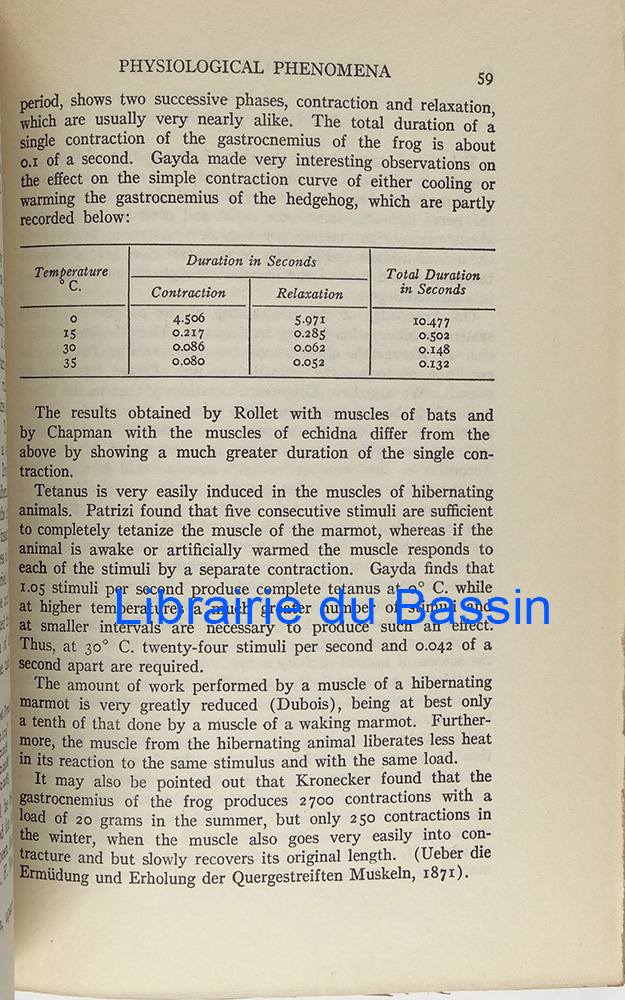 PHYSIOLOGICAL PHENOMENA
59
period, shows two successive phases, contraction and relaxation,
which are usually very nearly alike. The total duration of a
single contraction of the gastrocnemius of the frog is about
0.1 of a second. Gayda made very interesting observations on
the effect on the simple contraction curve of either cooling or
warming the gastrocnemius of the hedgehog, which are partly
recorded below:
Temperature ° C.
Duration in Seconds
Total Duration in Seconds
Contraction Relaxation
0 4.506 5.971 10.477
15 0.217 0.285 0.502
30 0.086 0.062 0.148
35 0.080 0.052 0.132
The results obtained by Rollet with muscles of bats and
by Chapman with the muscles of echidna differ from the
above by showing a much greater duration of the single con-
traction.
Tetanus is very easily induced in the muscles of hibernating
animals. Patrizi found that five consecutive stimuli are sufficient
to completely tetanize the muscle of the marmot, whereas if the
animal is awake or artificially warmed the muscle responds to
each of the stimuli by a separate contraction. Gayda finds that
1.05 stimuli per second produce complete tetanus at 0° C. while
at higher temperatures a much greater number of stimuli and
Librairie du Bassin
at smaller intervals are necessary to produce such an effect.
Thus, at 30° C. twenty-four stimuli per second and 0.042 of a
second apart are required.
The amount of work performed by a muscle of a hibernating
marmot is very greatly reduced (Dubois), being at best only
a tenth of that done by a muscle of a waking marmot. Further-
more, the muscle from the hibernating animal liberates less heat
in its reaction to the same stimulus and with the same load.
It may also be pointed out that Kronecker found that the
gastrocnemius of the frog produces 2700 contractions with a
load of 20 grams in the summer, but only 250 contractions in
the winter, when the muscle also goes very easily into con-
tracture and but slowly recovers its original length. (Ueber die
Ermüdung und Erholung der Quergestreiften Muskeln, 1871).